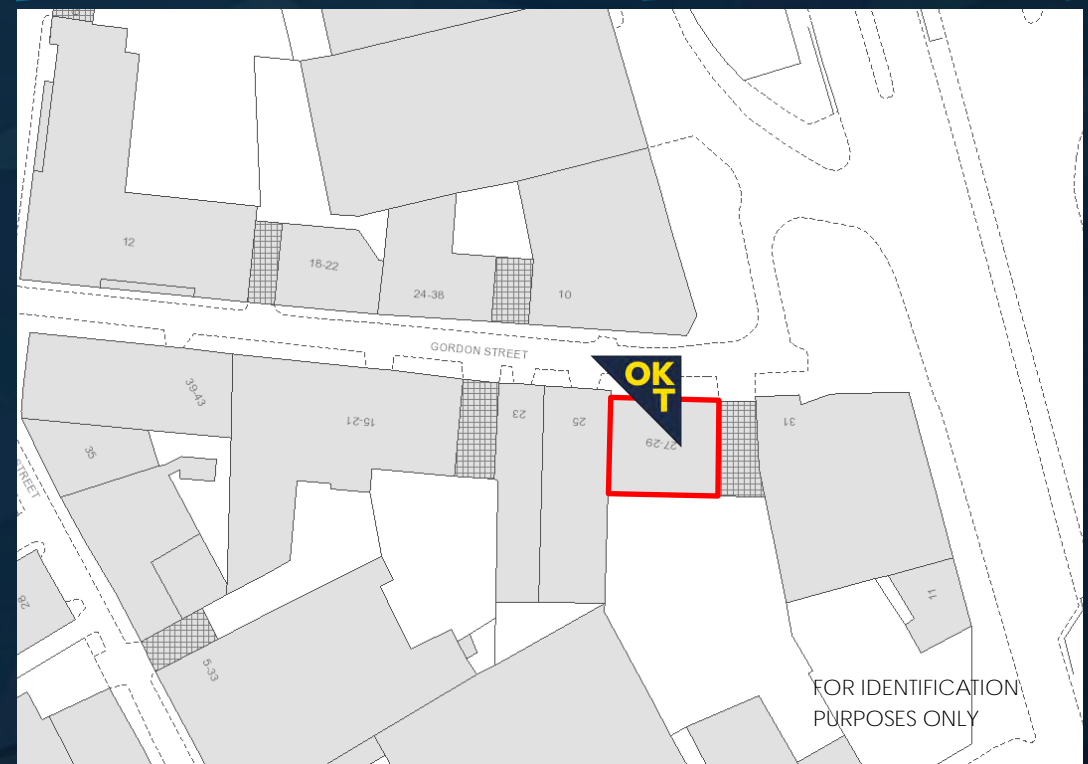 12
18-22
24-38
10
GORDON STREET
OK
T
39-43
15-21
23
25
27-29
31
35
STREET
28
11
5-33
FOR IDENTIFICATION
PURPOSES ONLY